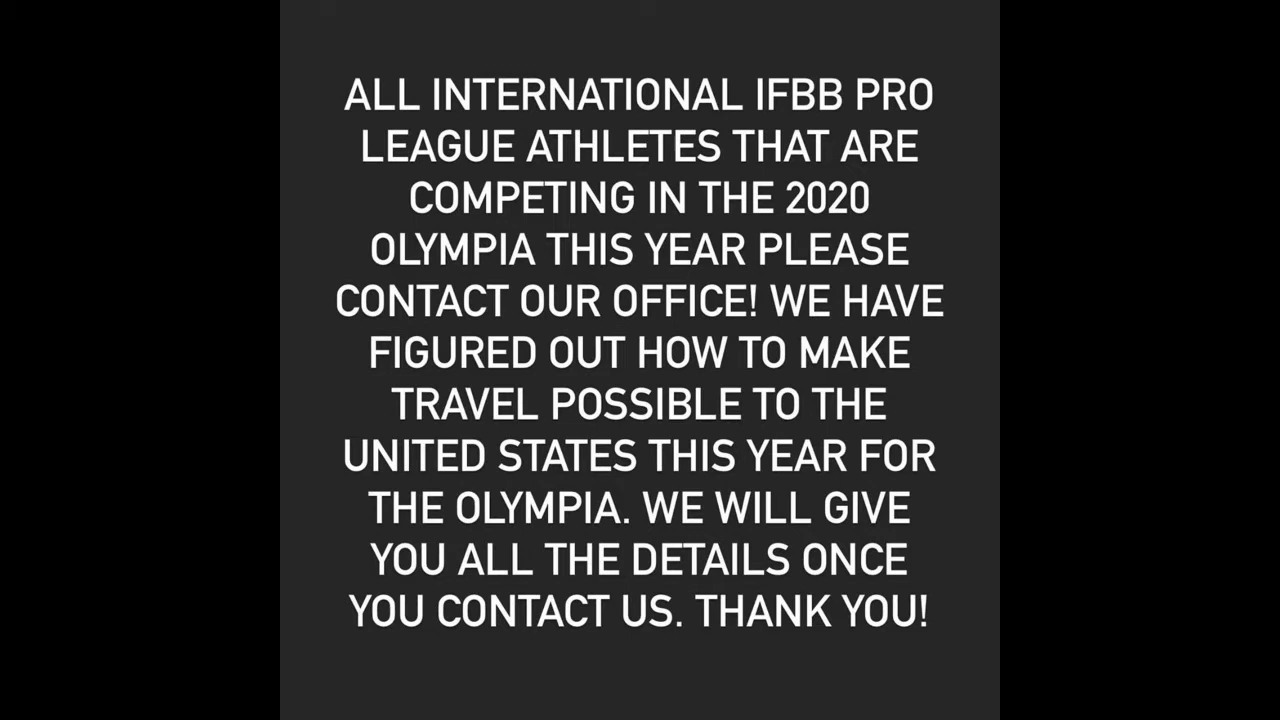 ALL INTERNATIONAL IFBB PRO
LEAGUE ATHLETES THAT ARE
COMPETING IN THE 2020
OLYMPIA THIS YEAR PLEASE
CONTACT OUR OFFICE! WE HAVE
FIGURED OUT HOW TO MAKE
TRAVEL POSSIBLE TO THE
UNITED STATES THIS YEAR FOR
THE OLYMPIA. WE WILL GIVE
YOU ALL THE DETAILS ONCE
YOU CONTACT US. THANK YOU!